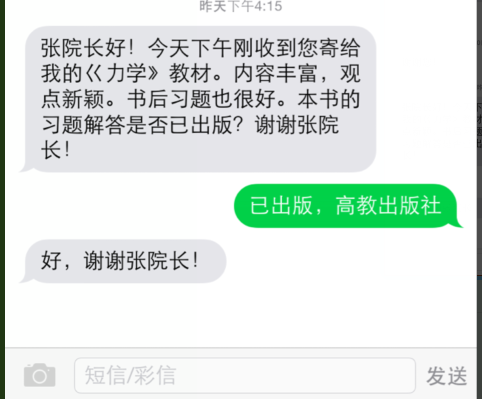 昨天下午4:15
张院长好！今天下午刚收到您寄给
我的《力学》教材。内容丰富，观
点新颖。书后习题也很好。本书的
习题解答是否已出版？谢谢张院
长！
已出版，高教出版社
好，谢谢张院长！
短信/彩信
发送